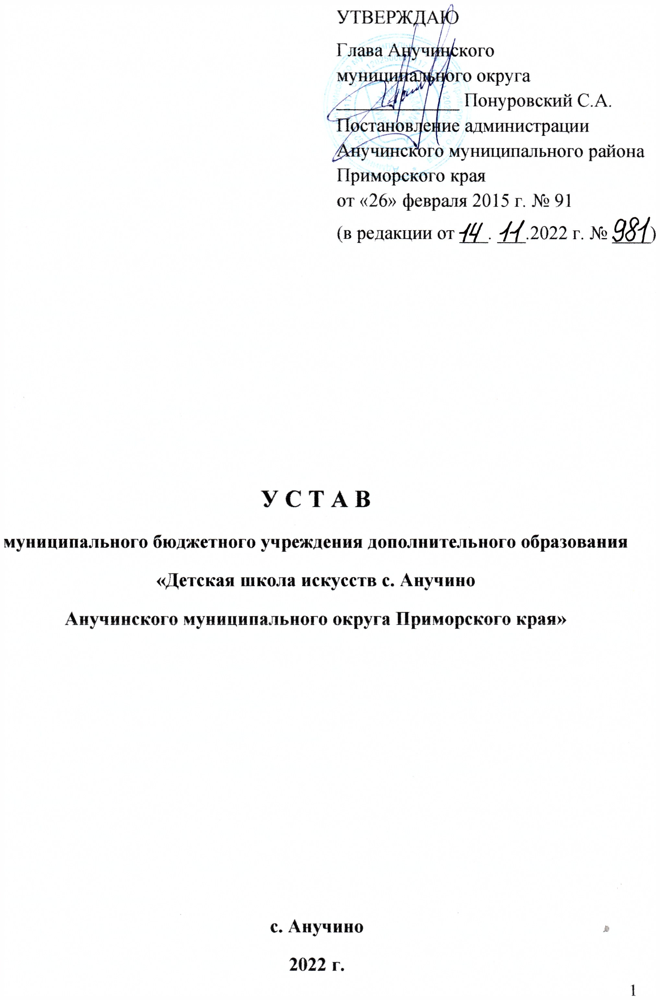 УТВЕРЖДАЮ
Глава Анучинского
муниципального округа
_____________ Понуровский С.А.
Постановление администрации
Анучинского муниципального района
Приморского края
от «26» февраля 2015 г. № 91
(в редакции от 14. 11.2022 г. № 981)
У С Т А В
муниципального бюджетного учреждения дополнительного образования
«Детская школа искусств с. Анучино
Анучинского муниципального округа Приморского края»
с. Анучино
2022 г.
1